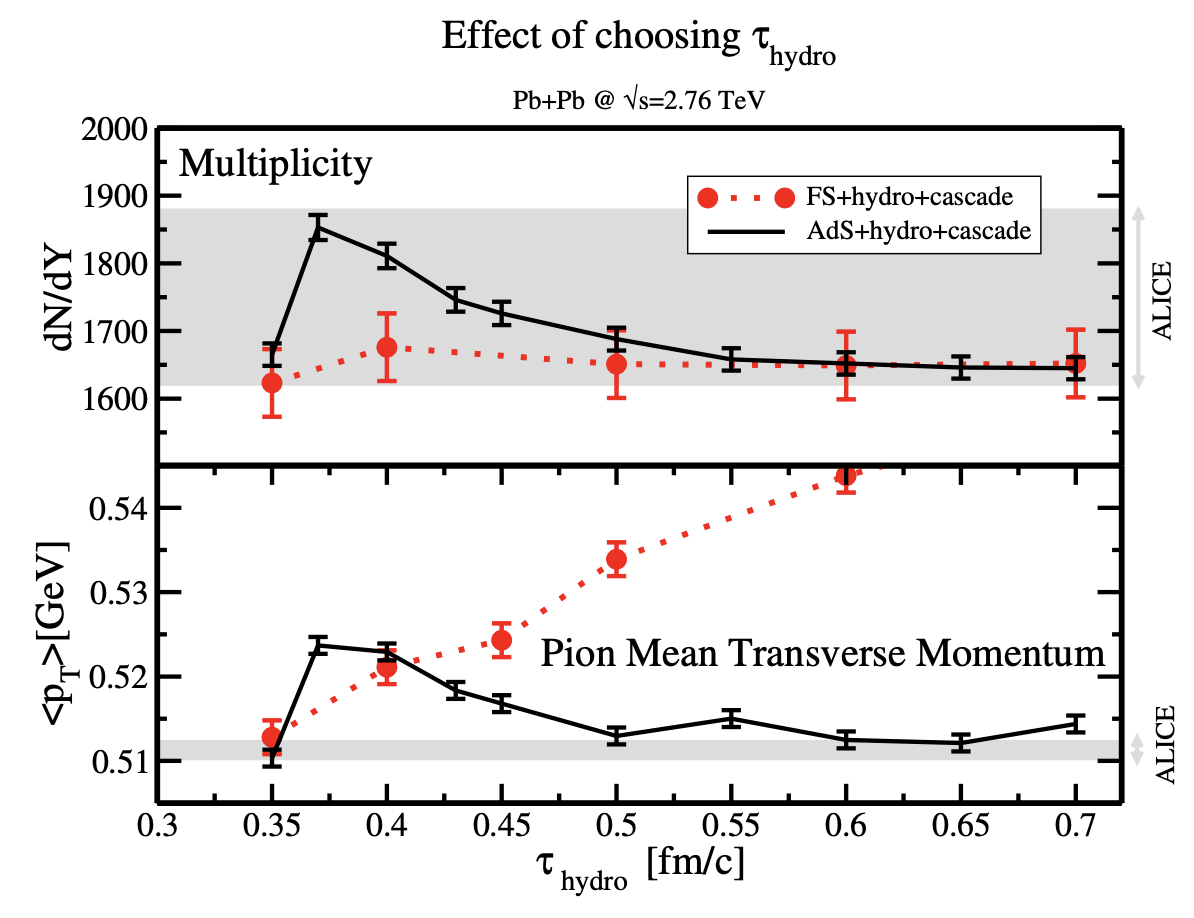 Effect of choosing τhydro
Pb+Pb @ √s=2.76 TeV
2000
1900
1800
1700
1600
dN/dY
Multiplicity
FS+hydro+cascade
AdS+hydro+cascade
ALICE
0.54
0.53
0.52
0.51
<pT>[GeV]
Pion Mean Transverse Momentum
ALICE
0.3 0.35 0.4 0.45 0.5 0.55 0.6 0.65 0.7
τhydro [fm/c]